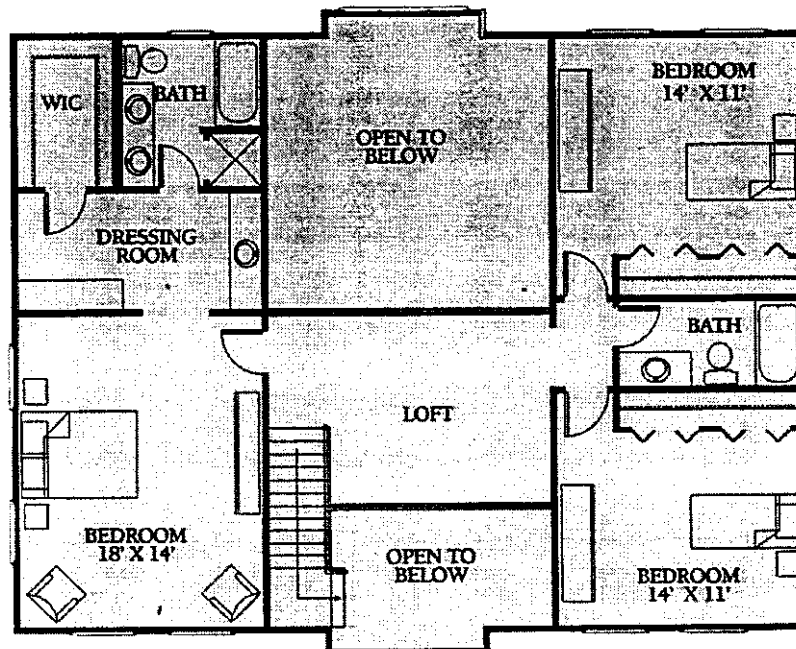 WIC
BATH
OPEN TO
BELOW
BEDROOM
14' X 11'
DRESSING
ROOM
BATH
LOFT
BEDROOM
18' X 14'
OPEN TO
BELOW
BEDROOM
14' X 11'